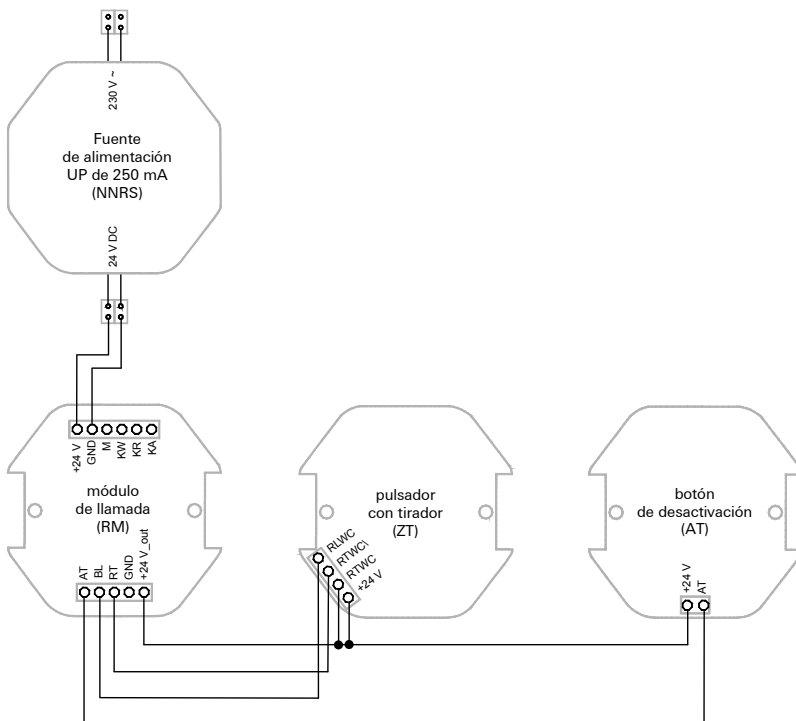 230 V ~
Fuente
de alimentación
UP de 250 mA
(NNRS)
24 V DC
+24 V
GND
M
KW
KR
KA
módulo
de llamada
(RM)
AT
BL
RT
GND
+24 V_out
pulsador
con tirador
(ZT)
RLWC
RTWC\
RTWC
+24 V
botón
de desactivación
(AT)
+24 V
AT